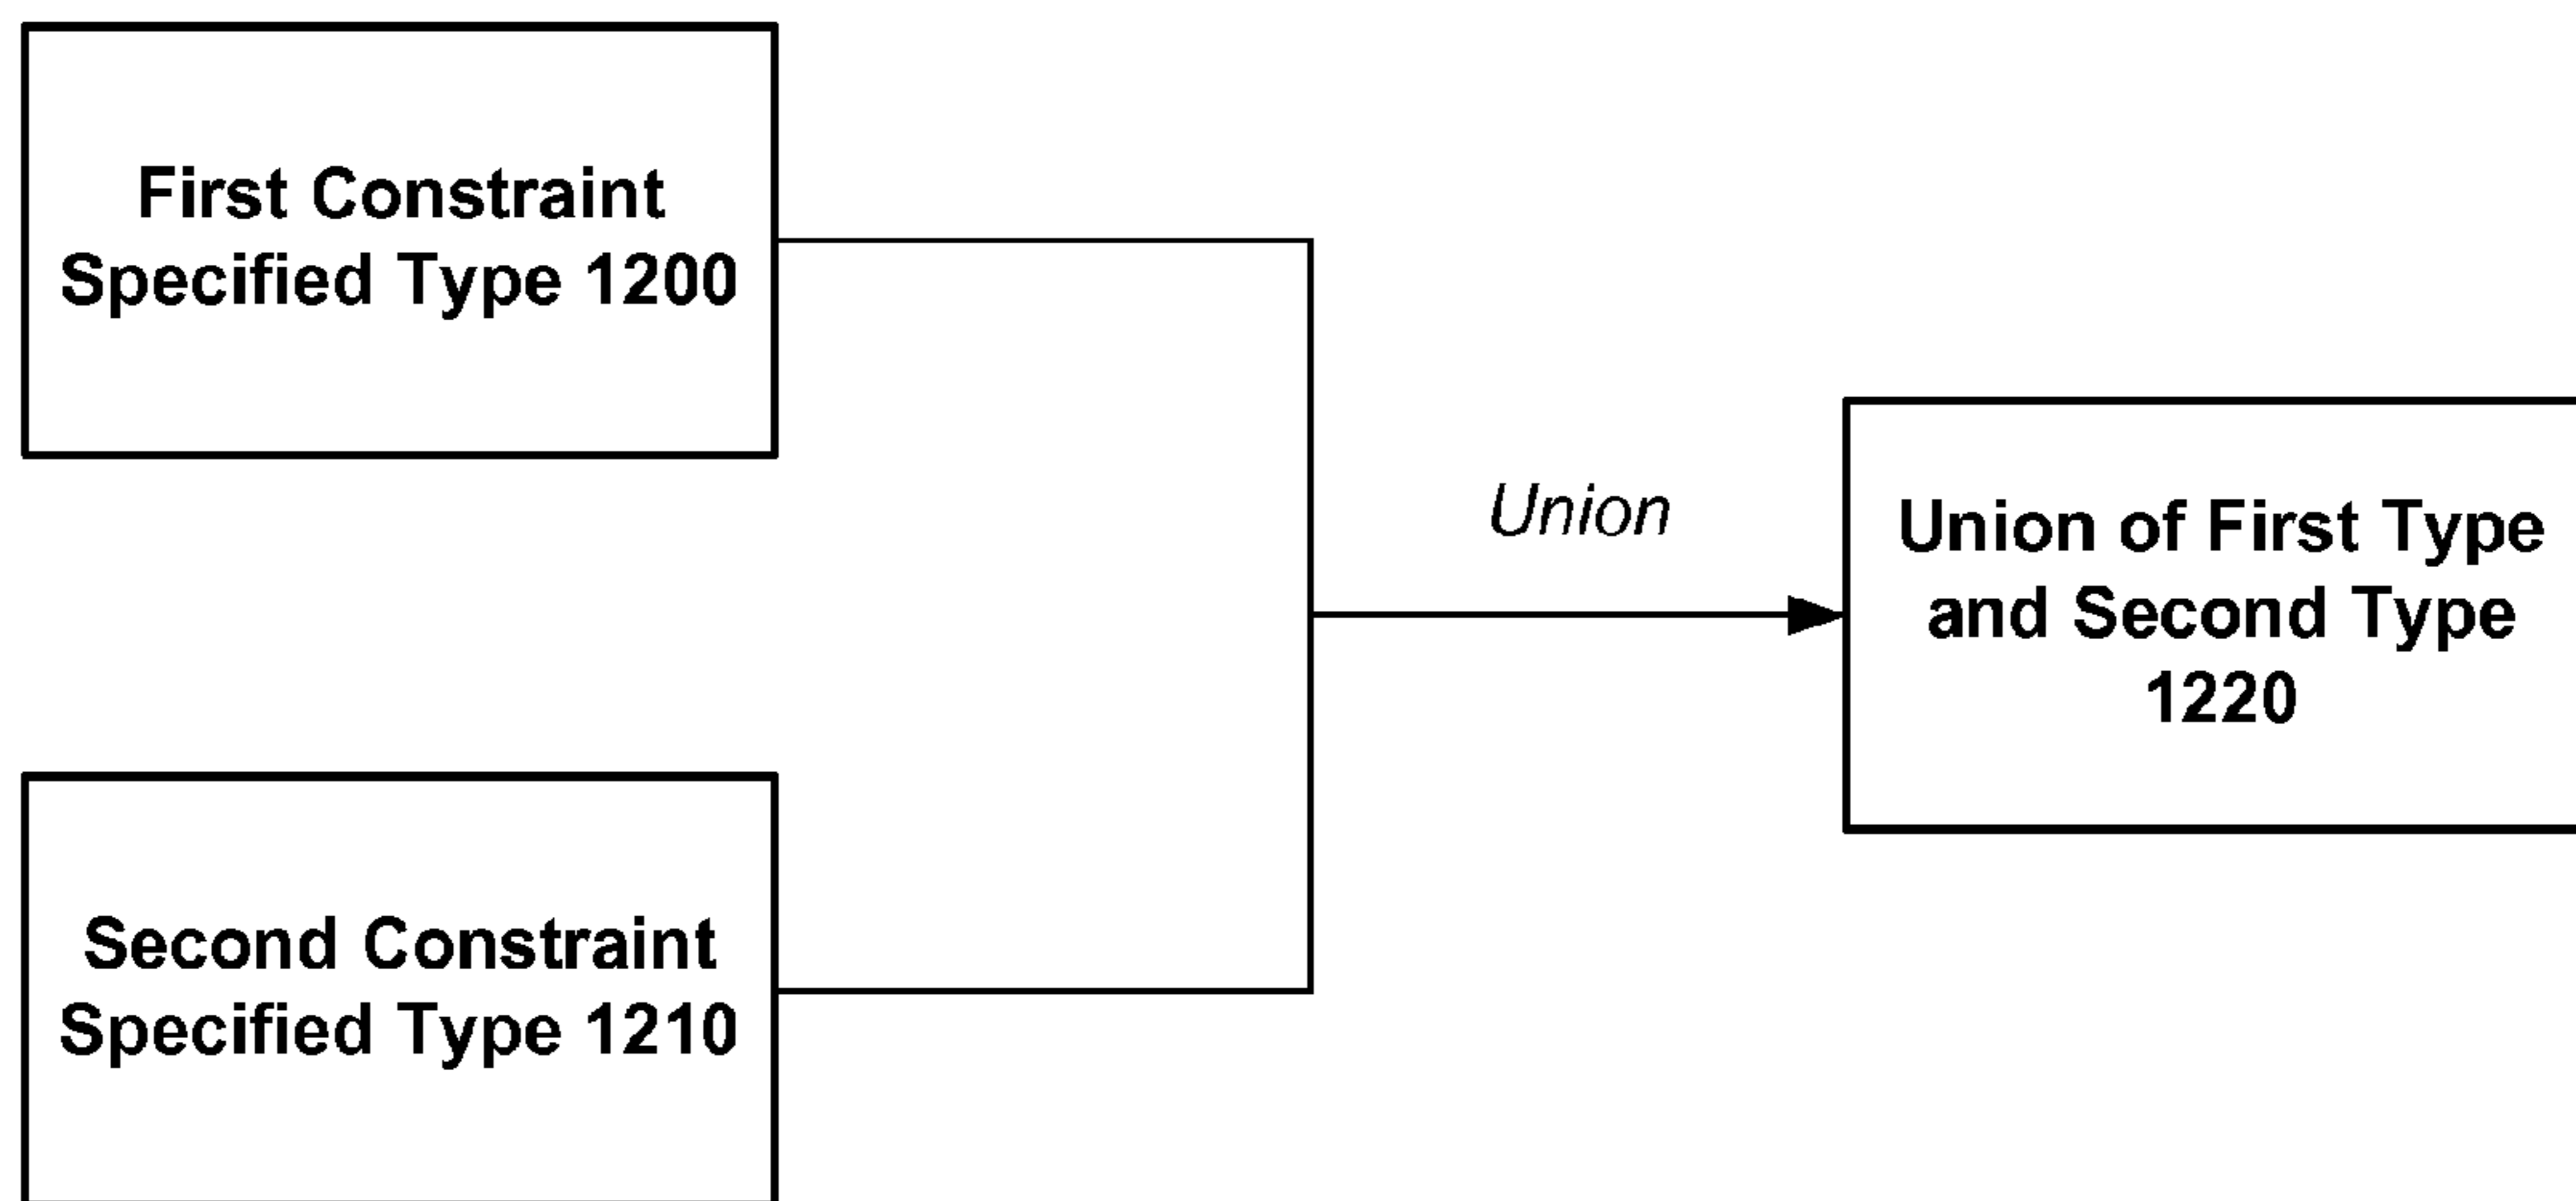 First Constraint
Specified Type 1200
Union
Union of First Type
and Second Type
1220
Second Constraint
Specified Type 1210